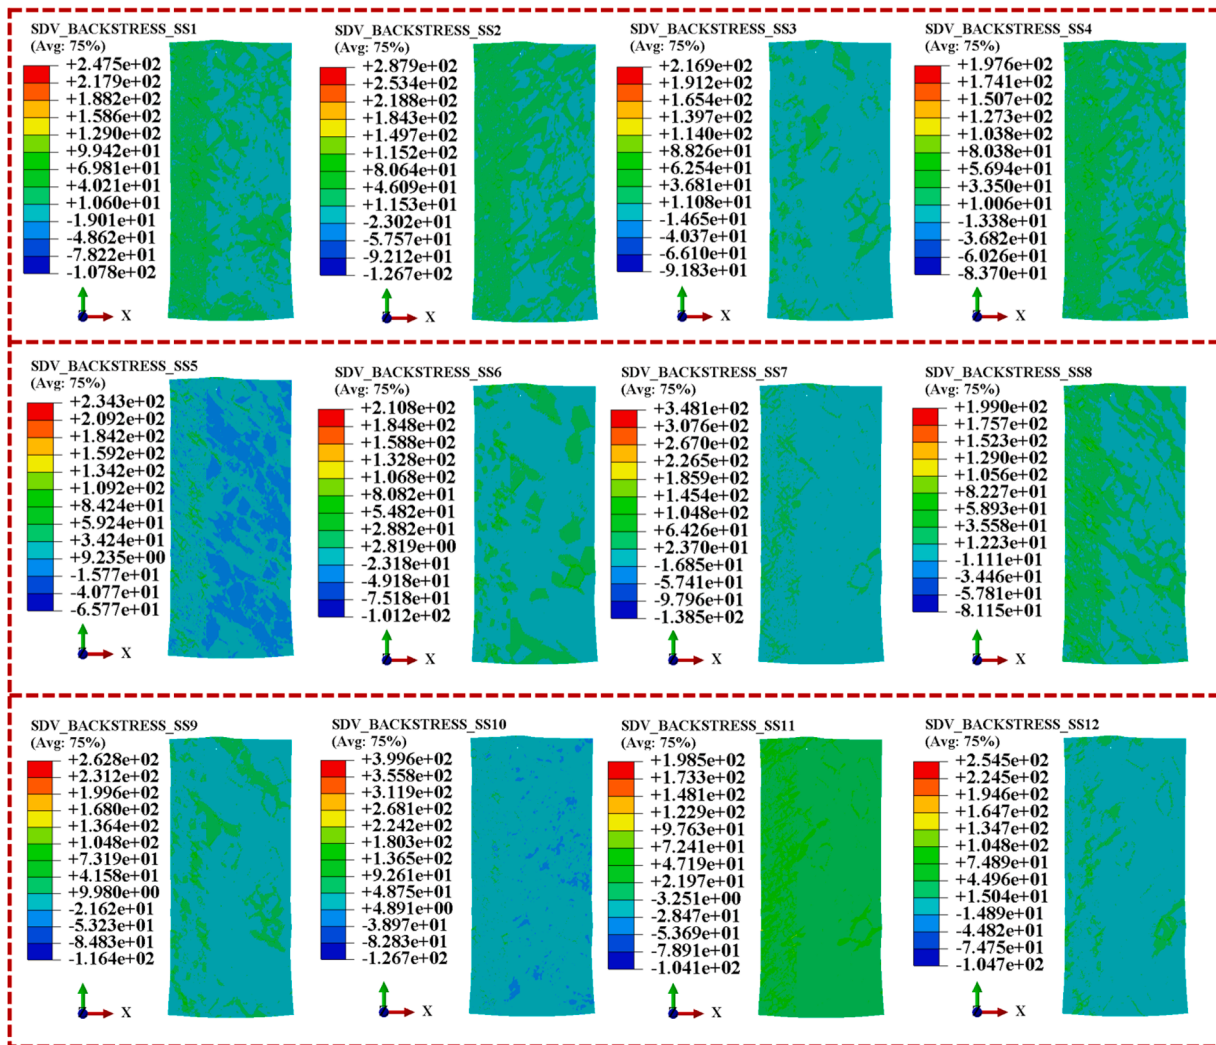 SDV_BACKSTRESS_SS1
(Avg: 75%)
+2.475e+02
+2.179e+02
+1.882e+02
+1.586e+02
+1.290e+02
+9.942e+01
+6.981e+01
+4.021e+01
+1.060e+01
-1.901e+01
-4.862e+01
-7.822e+01
-1.078e+02
X
SDV_BACKSTRESS_SS2
(Avg: 75%)
+2.879e+02
+2.534e+02
+2.188e+02
+1.843e+02
+1.497e+02
+1.152e+02
+8.064e+01
+4.609e+01
+1.153e+01
-2.302e+01
-5.757e+01
-9.212e+01
-1.267e+02
X
SDV_BACKSTRESS_SS3
(Avg: 75%)
+2.169e+02
+1.912e+02
+1.654e+02
+1.397e+02
+1.140e+02
+8.826e+01
+6.254e+01
+3.681e+01
+1.108e+01
-1.465e+01
-4.037e+01
-6.610e+01
-9.183e+01
X
SDV_BACKSTRESS_SS4
(Avg: 75%)
+1.976e+02
+1.741e+02
+1.507e+02
+1.273e+02
+1.038e+02
+8.038e+01
+5.694e+01
+3.350e+01
+1.006e+01
-1.338e+01
-3.682e+01
-6.026e+01
-8.370e+01
X
SDV_BACKSTRESS_SS5
(Avg: 75%)
+2.343e+02
+2.092e+02
+1.842e+02
+1.592e+02
+1.342e+02
+1.092e+02
+8.424e+01
+5.924e+01
+3.424e+01
+9.235e+00
-1.577e+01
-4.077e+01
-6.577e+01
X
SDV_BACKSTRESS_SS6
(Avg: 75%)
+2.108e+02
+1.848e+02
+1.588e+02
+1.328e+02
+1.068e+02
+8.082e+01
+5.482e+01
+2.882e+01
+2.819e+00
-2.318e+01
-4.918e+01
-7.518e+01
-1.012e+02
X
SDV_BACKSTRESS_SS7
(Avg: 75%)
+3.481e+02
+3.076e+02
+2.670e+02
+2.265e+02
+1.859e+02
+1.454e+02
+1.048e+02
+6.426e+01
+2.370e+01
-1.685e+01
-5.741e+01
-9.796e+01
-1.385e+02
X
SDV_BACKSTRESS_SS8
(Avg: 75%)
+1.990e+02
+1.757e+02
+1.523e+02
+1.290e+02
+1.056e+02
+8.227e+01
+5.893e+01
+3.558e+01
+1.223e+01
-1.111e+01
-3.446e+01
-5.781e+01
-8.115e+01
X
SDV_BACKSTRESS_SS9
(Avg: 75%)
+2.628e+02
+2.312e+02
+1.996e+02
+1.680e+02
+1.364e+02
+1.048e+02
+7.319e+01
+4.158e+01
+9.980e+00
-2.162e+01
-5.323e+01
-8.483e+01
-1.164e+02
X
SDV_BACKSTRESS_SS10
(Avg: 75%)
+3.996e+02
+3.558e+02
+3.119e+02
+2.681e+02
+2.242e+02
+1.803e+02
+1.365e+02
+9.261e+01
+4.875e+01
+4.891e+00
-3.897e+01
-8.283e+01
-1.267e+02
X
SDV_BACKSTRESS_SS11
(Avg: 75%)
+1.985e+02
+1.733e+02
+1.481e+02
+1.229e+02
+9.763e+01
+7.241e+01
+4.719e+01
+2.197e+01
-3.251e+00
-2.847e+01
-5.369e+01
-7.891e+01
-1.041e+02
X
SDV_BACKSTRESS_SS12
(Avg: 75%)
+2.545e+02
+2.245e+02
+1.946e+02
+1.647e+02
+1.347e+02
+1.048e+02
+7.489e+01
+4.496e+01
+1.504e+01
-1.489e+01
-4.482e+01
-7.475e+01
-1.047e+02
X